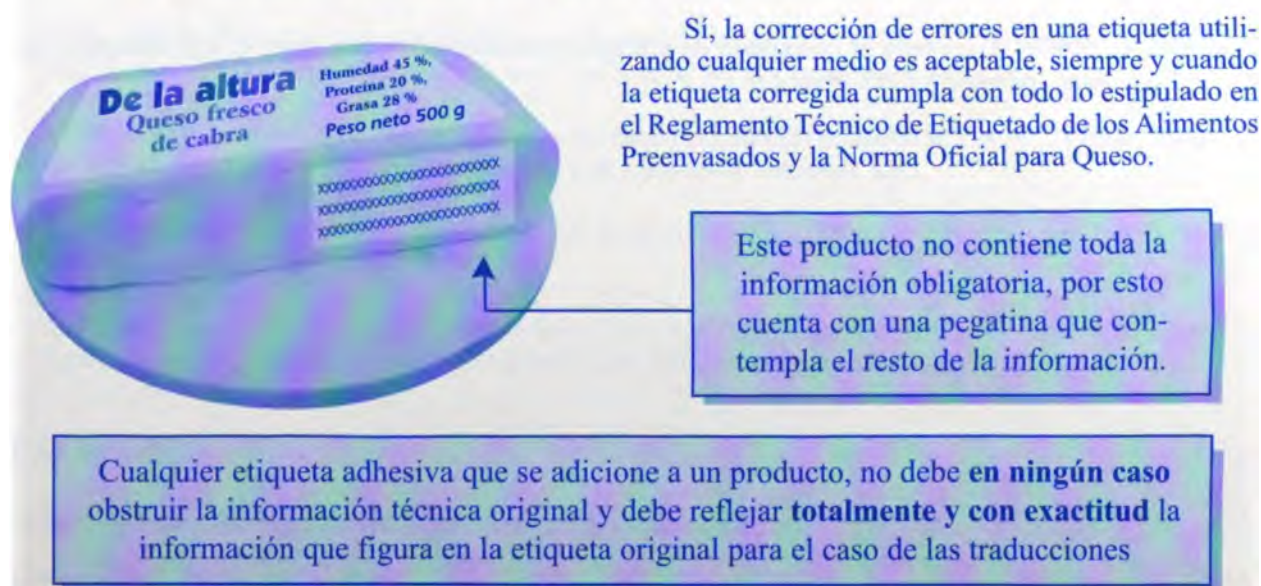 De la altura
Queso fresco
de cabra
Humedad 45 %,
Proteina 20 %,
Grasa 28 %
Peso neto 500 g
XXXXXXXXXXXXXXXXXXXXXXXX
XXXXXXXXXXXXXXXXXXXXXXXX
XXXXXXXXXXXXXXXXXXXXXXXX
Sí, la corrección de errores en una etiqueta utili-
zando cualquier medio es aceptable, siempre y cuando
la etiqueta corregida cumpla con todo lo estipulado en
el Reglamento Técnico de Etiquetado de los Alimentos
Preenvasados y la Norma Oficial para Queso.
Este producto no contiene toda la
información obligatoria, por esto
cuenta con una pegatina que con-
templa el resto de la información.
Cualquier etiqueta adhesiva que se adicione a un producto, no debe en ningún caso
obstruir la información técnica original y debe reflejar totalmente y con exactitud la
información que figura en la etiqueta original para el caso de las traducciones